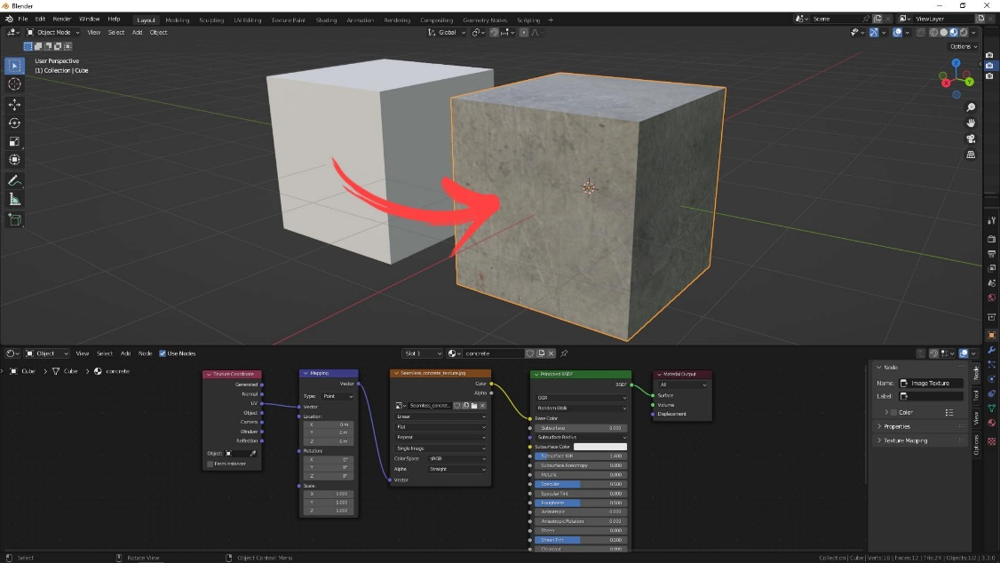 Blender
File Edit Render Window Help
Layout Modeling Sculpting UV Editing Texture Paint Shading Animation Rendering Compositing Geometry Nodes Scripting +
Scene
ViewLayer
Object Mode View Select Add Object
Global
Options
User Perspective
(1) Collection | Cube
Z
Y
X
Object View Select Add Node Use Nodes
Slot 1
concrete
Cube > Cube > concrete
Texture Coordinate
Generated
Normal
UV
Object
Camera
Window
Reflection
Object:
From Instancer
Mapping
Vector
Type: Point
Vector
Location:
X 0 m
Y 0 m
Z 0 m
Rotation:
X 0°
Y 0°
Z 0°
Scale:
X 1.000
Y 1.000
Z 1.000
Seemless_concrete_texture.jpg
Color
Alpha
Seemless_concret...
Linear
Flat
Repeat
Single Image
Color Space sRGB
Alpha Straight
Vector
Principled BSDF
BSDF
GGX
Random Walk
Base Color
Subsurface 0.000
Subsurface Radius
Subsurface Color
Subsurface IOR 1.400
Subsurface Anisotropy 0.000
Metallic 0.000
Specular 0.500
Specular Tint 0.000
Roughness 0.500
Anisotropic 0.000
Anisotropic Rotation 0.000
Sheen 0.000
Sheen Tint 0.500
Clearcoat 0.000
Material Output
All
Surface
Volume
Displacement
Node
Name: Image Texture
Label:
Color
Properties
Texture Mapping
Node
Tool
View
Options
Select
Rotate View
Object Context Menu
Collection | Cube | Verts:16 | Faces:12 | Tris:24 | Objects:1/2 | 3.3.0